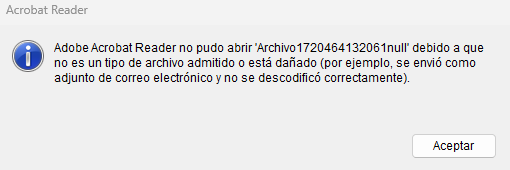 Acrobat Reader
Adobe Acrobat Reader no pudo abrir 'Archivo1720464132061null' debido a que
no es un tipo de archivo admitido o está dañado (por ejemplo, se envió como
adjunto de correo electrónico y no se descodificó correctamente).
Aceptar